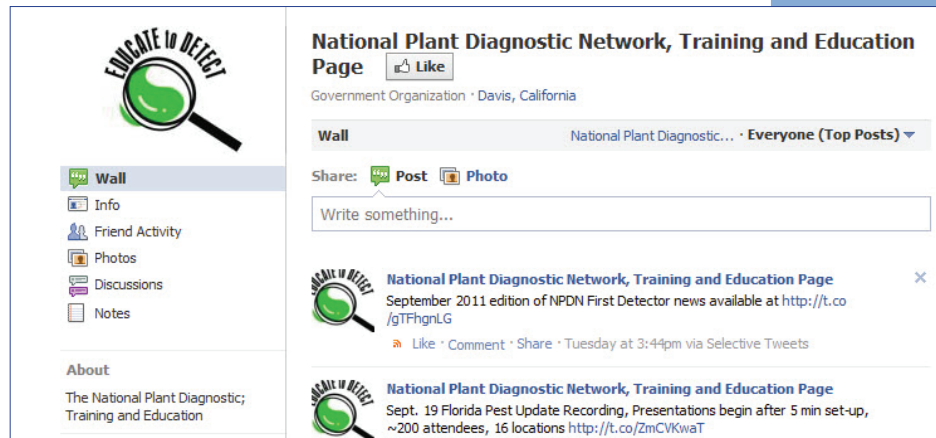 EDUCATE to DETECT
Wall
Info
Friend Activity
Photos
Discussions
Notes
About
The National Plant Diagnostic;
Training and Education
National Plant Diagnostic Network, Training and Education
Page Like
Government Organization · Davis, California
Wall National Plant Diagnostic... · Everyone (Top Posts)
Share: Post Photo
Write something...
EDUCATE to DETECT
National Plant Diagnostic Network, Training and Education Page
September 2011 edition of NPDN First Detector news available at http://t.co
/gTFhgnLG
Like · Comment · Share · Tuesday at 3:44pm via Selective Tweets
EDUCATE to DETECT
National Plant Diagnostic Network, Training and Education Page
Sept. 19 Florida Pest Update Recording, Presentations begin after 5 min set-up,
~200 attendees, 16 locations http://t.co/ZmCVKwaT